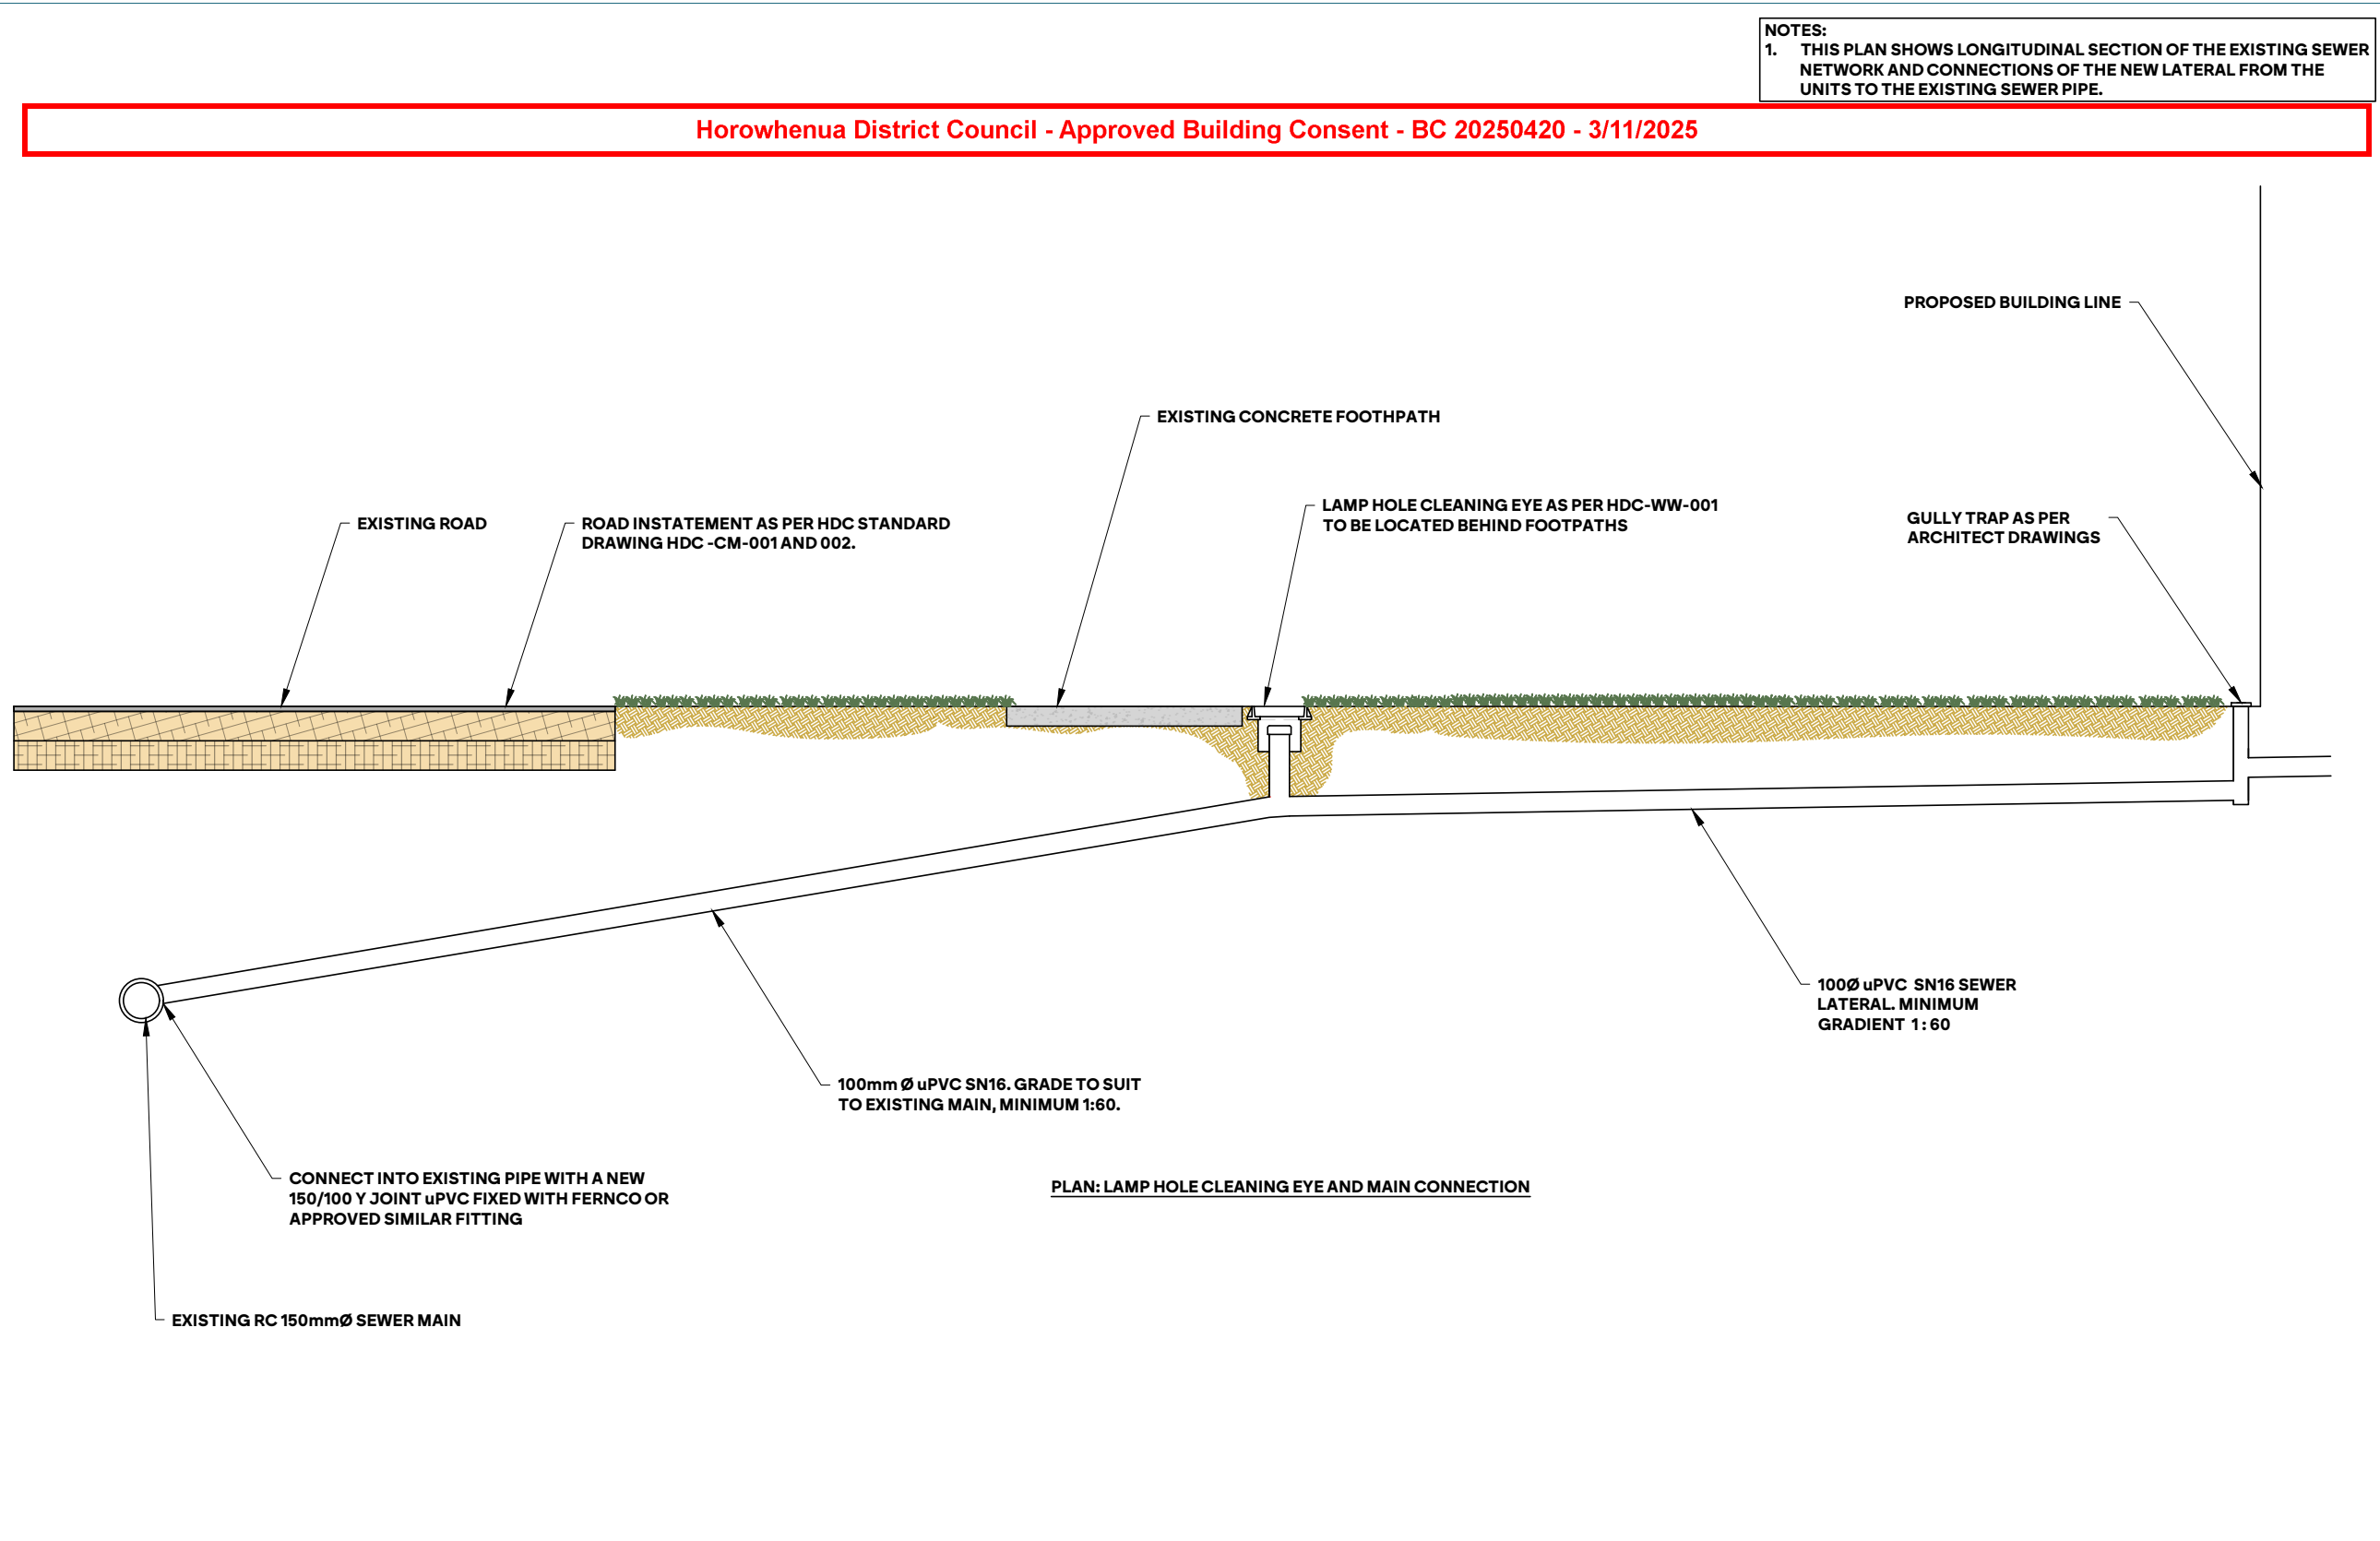 NOTES:
1. THIS PLAN SHOWS LONGITUDINAL SECTION OF THE EXISTING SEWER
NETWORK AND CONNECTIONS OF THE NEW LATERAL FROM THE
UNITS TO THE EXISTING SEWER PIPE.
Horowhenua District Council - Approved Building Consent - BC 20250420 - 3/11/2025
PROPOSED BUILDING LINE
EXISTING CONCRETE FOOTHPATH
LAMP HOLE CLEANING EYE AS PER HDC-WW-001
TO BE LOCATED BEHIND FOOTPATHS
GULLY TRAP AS PER
ARCHITECT DRAWINGS
EXISTING ROAD
ROAD INSTATEMENT AS PER HDC STANDARD
DRAWING HDC -CM-001 AND 002.
100Ø uPVC SN16 SEWER
LATERAL. MINIMUM
GRADIENT 1 : 60
100mm Ø uPVC SN16. GRADE TO SUIT
TO EXISTING MAIN, MINIMUM 1:60.
CONNECT INTO EXISTING PIPE WITH A NEW
150/100 Y JOINT uPVC FIXED WITH FERNCO OR
APPROVED SIMILAR FITTING
PLAN: LAMP HOLE CLEANING EYE AND MAIN CONNECTION
EXISTING RC 150mmØ SEWER MAIN